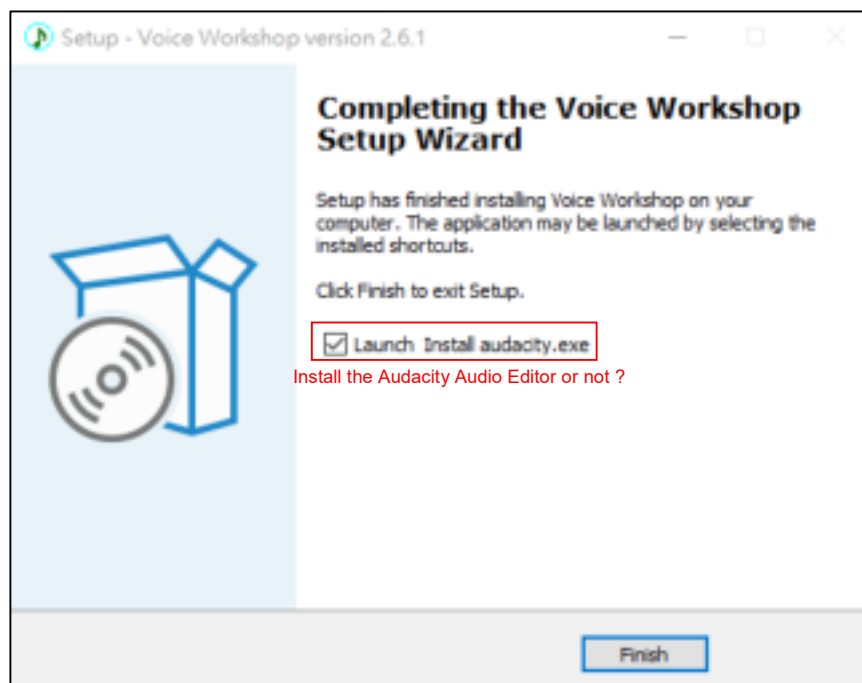 Setup - Voice Workshop version 2.6.1
Completing the Voice Workshop
Setup Wizard
Setup has finished installing Voice Workshop on your
computer. The application may be launched by selecting the
installed shortcuts.
Click Finish to exit Setup.
Launch Install audacity.exe
Install the Audacity Audio Editor or not ?
Finish